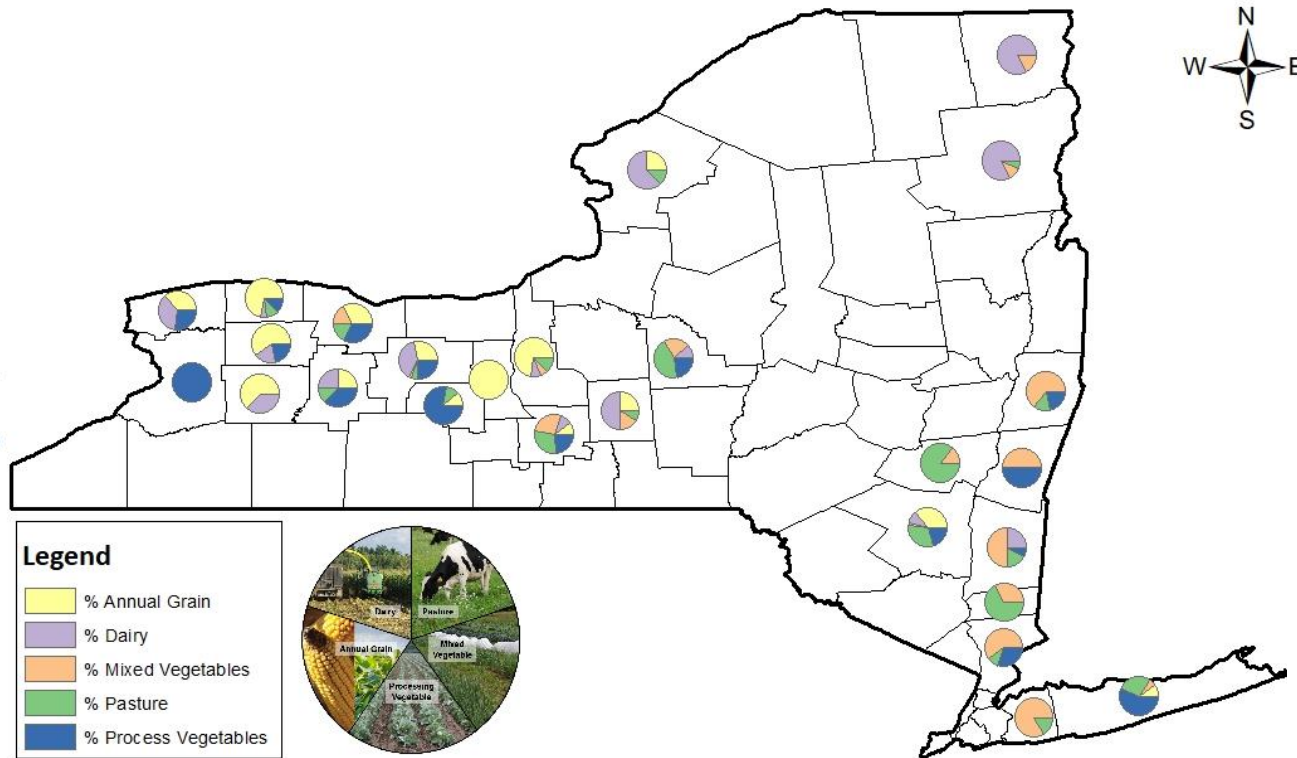 N
W E
S
Legend
% Annual Grain
% Dairy
% Mixed Vegetables
% Pasture
% Process Vegetables
Dairy
Pasture
Annual Grain
Mixed
Vegetable
Processing
Vegetable